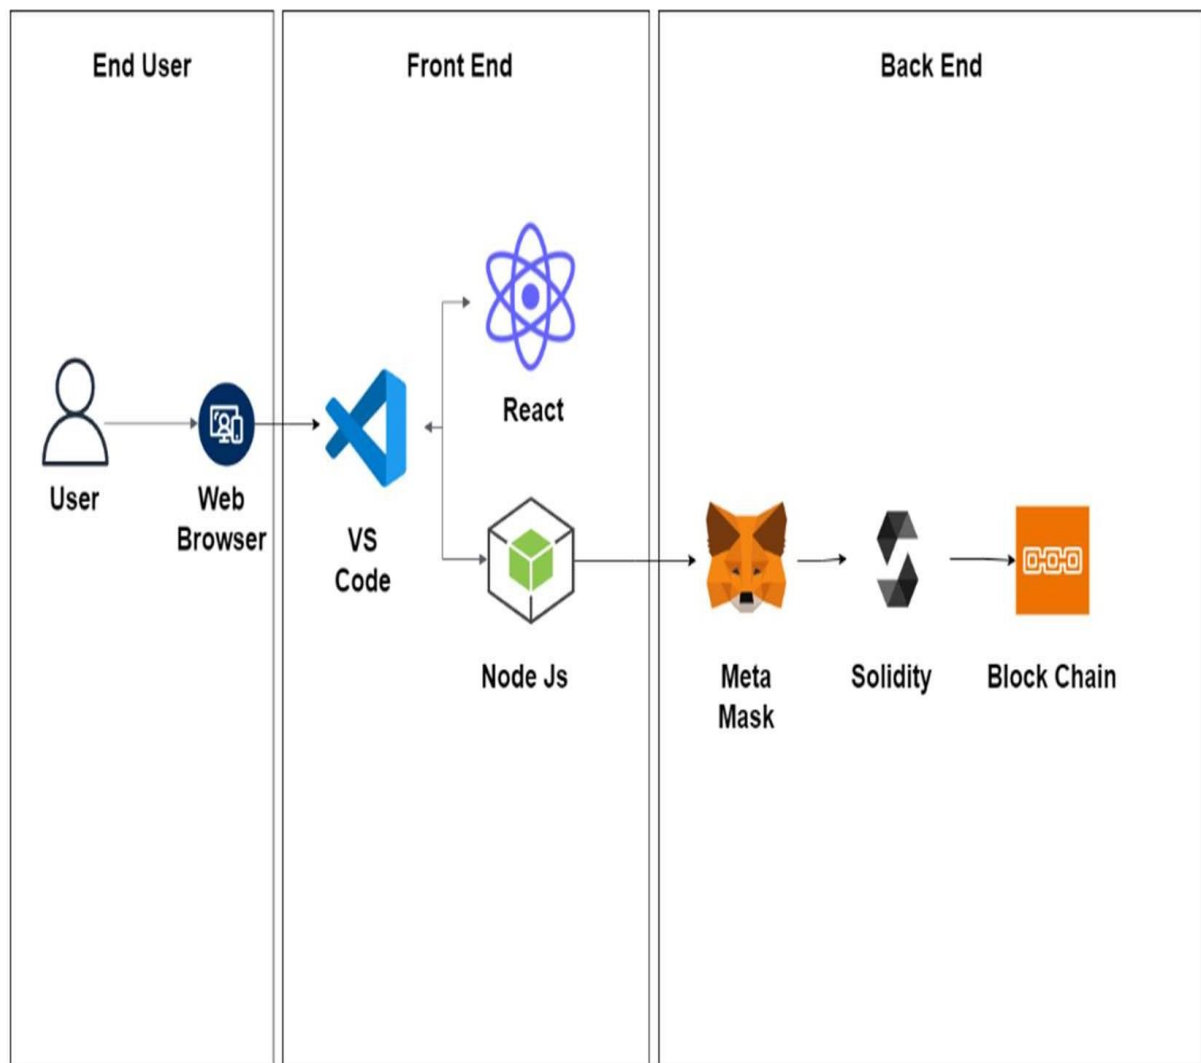 End User
Front End
Back End
React
User
Web
Browser
VS
Code
Node Js
Meta
Mask
Solidity
Block Chain